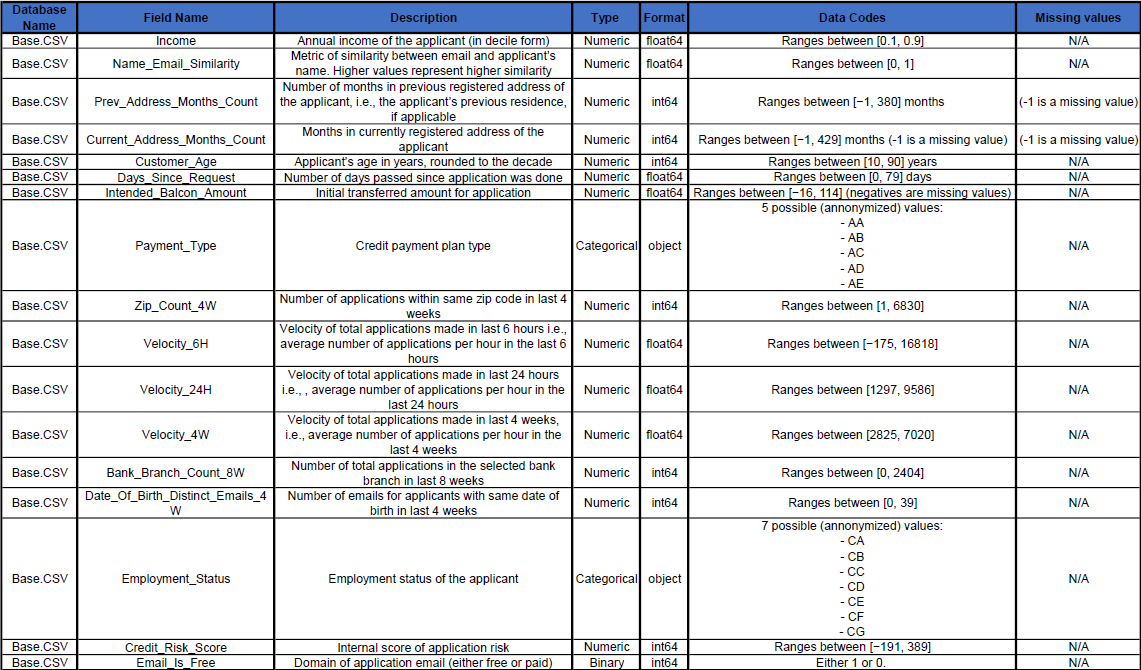 Database Name Field Name Description Type Format Data Codes Missing values
Base.CSV Income Annual income of the applicant (in decile form) Numeric float64 Ranges between [0.1, 0.9] N/A
Base.CSV Name_Email_Similarity Metric of similarity between email and applicant's name. Higher values represent higher similarity Numeric float64 Ranges between [0, 1] N/A
Base.CSV Prev_Address_Months_Count Number of months in previous registered address of the applicant, i.e., the applicant's previous residence, if applicable Numeric int64 Ranges between [−1, 380] months (-1 is a missing value)
Base.CSV Current_Address_Months_Count Months in currently registered address of the applicant Numeric int64 Ranges between [−1, 429] months (-1 is a missing value) (-1 is a missing value)
Base.CSV Customer_Age Applicant's age in years, rounded to the decade Numeric int64 Ranges between [10, 90] years N/A
Base.CSV Days_Since_Request Number of days passed since application was done Numeric float64 Ranges between [0, 79] days N/A
Base.CSV Intended_Balcon_Amount Initial transferred amount for application Numeric float64 Ranges between [−16, 114] (negatives are missing values) N/A
Base.CSV Payment_Type Credit payment plan type Categorical object 5 possible (annonymized) values:
- AA
- AB
- AC
- AD
- AE
N/A
Base.CSV Zip_Count_4W Number of applications within same zip code in last 4 weeks Numeric int64 Ranges between [1, 6830] N/A
Base.CSV Velocity_6H Velocity of total applications made in last 6 hours i.e., average number of applications per hour in the last 6 hours Numeric float64 Ranges between [−175, 16818] N/A
Base.CSV Velocity_24H Velocity of total applications made in last 24 hours i.e., , average number of applications per hour in the last 24 hours Numeric float64 Ranges between [1297, 9586] N/A
Base.CSV Velocity_4W Velocity of total applications made in last 4 weeks, i.e., average number of applications per hour in the last 4 weeks Numeric float64 Ranges between [2825, 7020] N/A
Base.CSV Bank_Branch_Count_8W Number of total applications in the selected bank branch in last 8 weeks Numeric int64 Ranges between [0, 2404] N/A
Base.CSV Date_Of_Birth_Distinct_Emails_4W Number of emails for applicants with same date of birth in last 4 weeks Numeric int64 Ranges between [0, 39] N/A
Base.CSV Employment_Status Employment status of the applicant Categorical object 7 possible (annonymized) values:
- CA
- CB
- CC
- CD
- CE
- CF
- CG
N/A
Base.CSV Credit_Risk_Score Internal score of application risk Numeric int64 Ranges between [−191, 389] N/A
Base.CSV Email_Is_Free Domain of application email (either free or paid) Binary int64 Either 1 or 0. N/A